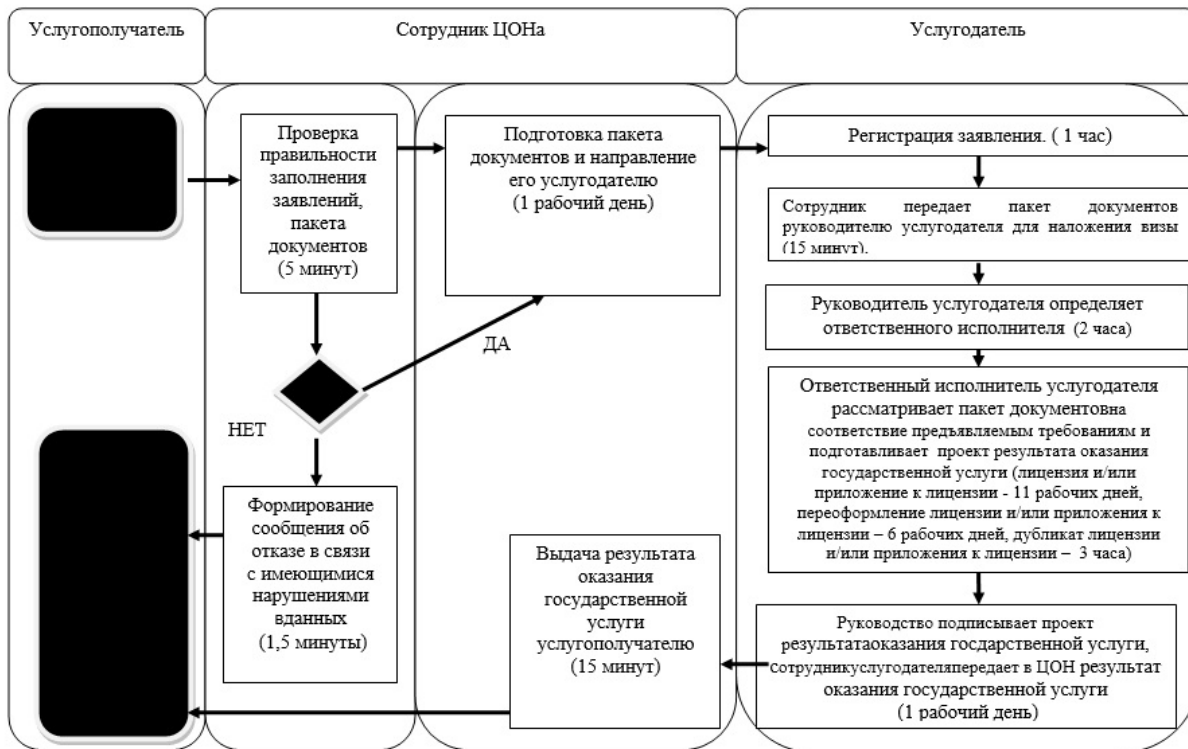 Услугополучатель
Сотрудник ЦОНа
Услугодатель
Проверка
правильности
заполнения
заявлений,
пакета
документов
(5 минут)
Подготовка пакета
документов и направление
его услугодателю
(1 рабочий день)
Регистрация заявления. ( 1 час)
Сотрудник передает пакет документов
руководителю услугодателя для наложения визы
(15 минут).
Руководитель услугодателя определяет
ответственного исполнителя (2 часа)
ДА
НЕТ
Ответственный исполнитель услугодателя
рассматривает пакет документовна
соответствие предъявляемым требованиям и
подготавливает проект результата оказания
государственной услуги (лицензия и/или
приложение к лицензии - 11 рабочих дней,
переоформление лицензии и/или приложения к
лицензии – 6 рабочих дней, дубликат лицензии
и/или приложения к лицензии – 3 часа)
Формирование
сообщения об
отказе в связи
с имеющимися
нарушениями
вданных
(1,5 минуты)
Выдача результата
оказания
государственной
услуги
услугополучателю
(15 минут)
Руководство подписывает проект
результатаоказания госдарственной услуги,
сотрудникуслугодателяпередает в ЦОН результат
оказания государственной услуги
(1 рабочий день)